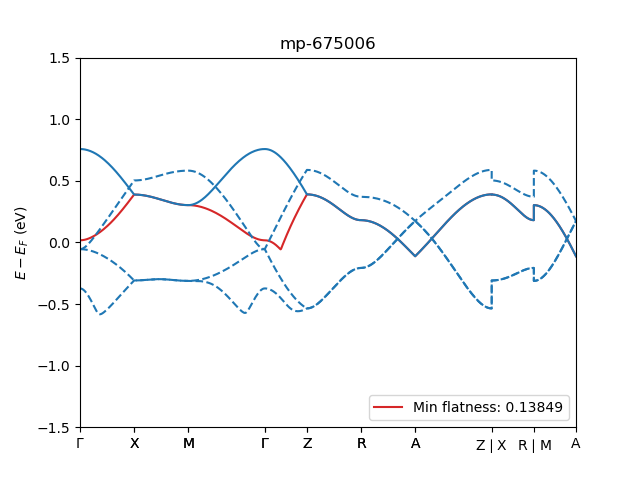 mp-675006
E − E_F (eV)
1.5
1.0
0.5
0.0
−0.5
−1.0
−1.5
Min flatness: 0.13849
Γ X M Γ Z R A Z | X R | M A